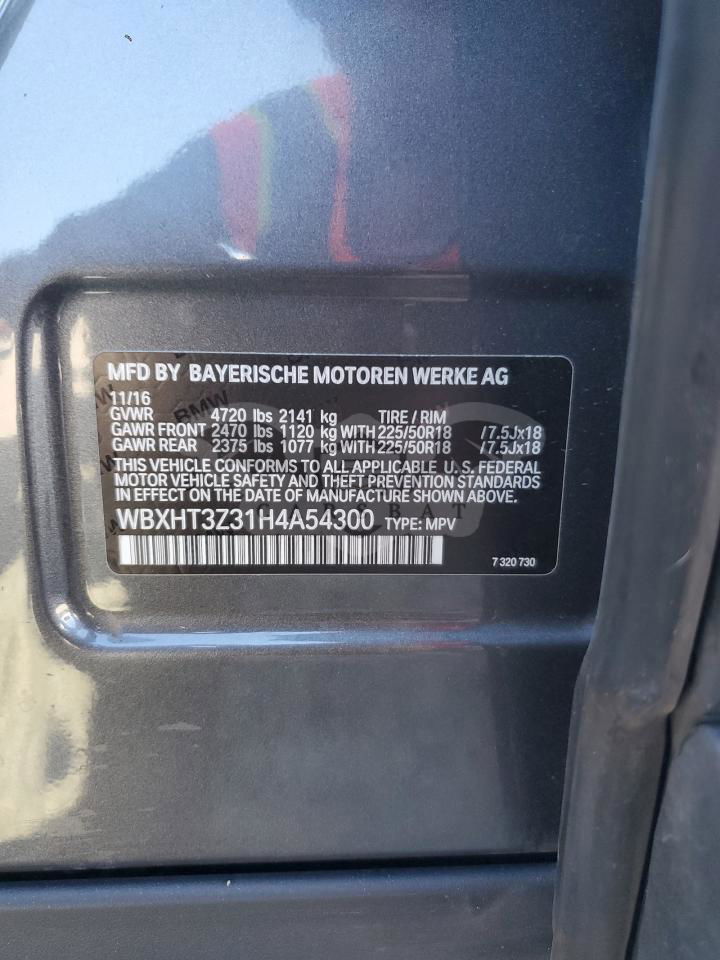 MFD BY BAYERISCHE MOTOREN WERKE AG
11/16
GVWR 4720 lbs 2141 kg TIRE / RIM
GAWR FRONT 2470 lbs 1120 kg WITH 225/50R18 /7.5Jx18
GAWR REAR 2375 lbs 1077 kg WITH 225/50R18 /7.5Jx18
THIS VEHICLE CONFORMS TO ALL APPLICABLE U. S. FEDERAL
MOTOR VEHICLE SAFETY AND THEFT PREVENTION STANDARDS
IN EFFECT ON THE DATE OF MANUFACTURE SHOWN ABOVE.
CARSBAT
WBXHT3Z31H4A54300 TYPE: MPV
7 320 730
BMW